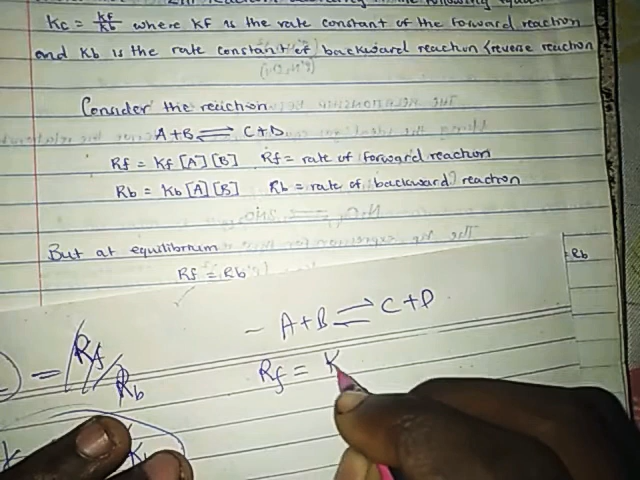 Kc = Kf/Kb where Kf is the rate constant of the forward reaction
and Kb is the rate constant of backward reaction (reverse reaction
Consider the reaction
A+B ⇌ C+D
Rf = Kf [A] [B] Rf = rate of forward reaction
Rb = Kb [A] [B] Rb = rate of backward reaction
But at equilibrium
Rf = Rb
= Rb
A+B ⇌ C+D
= Rf/Rb
Rf = K